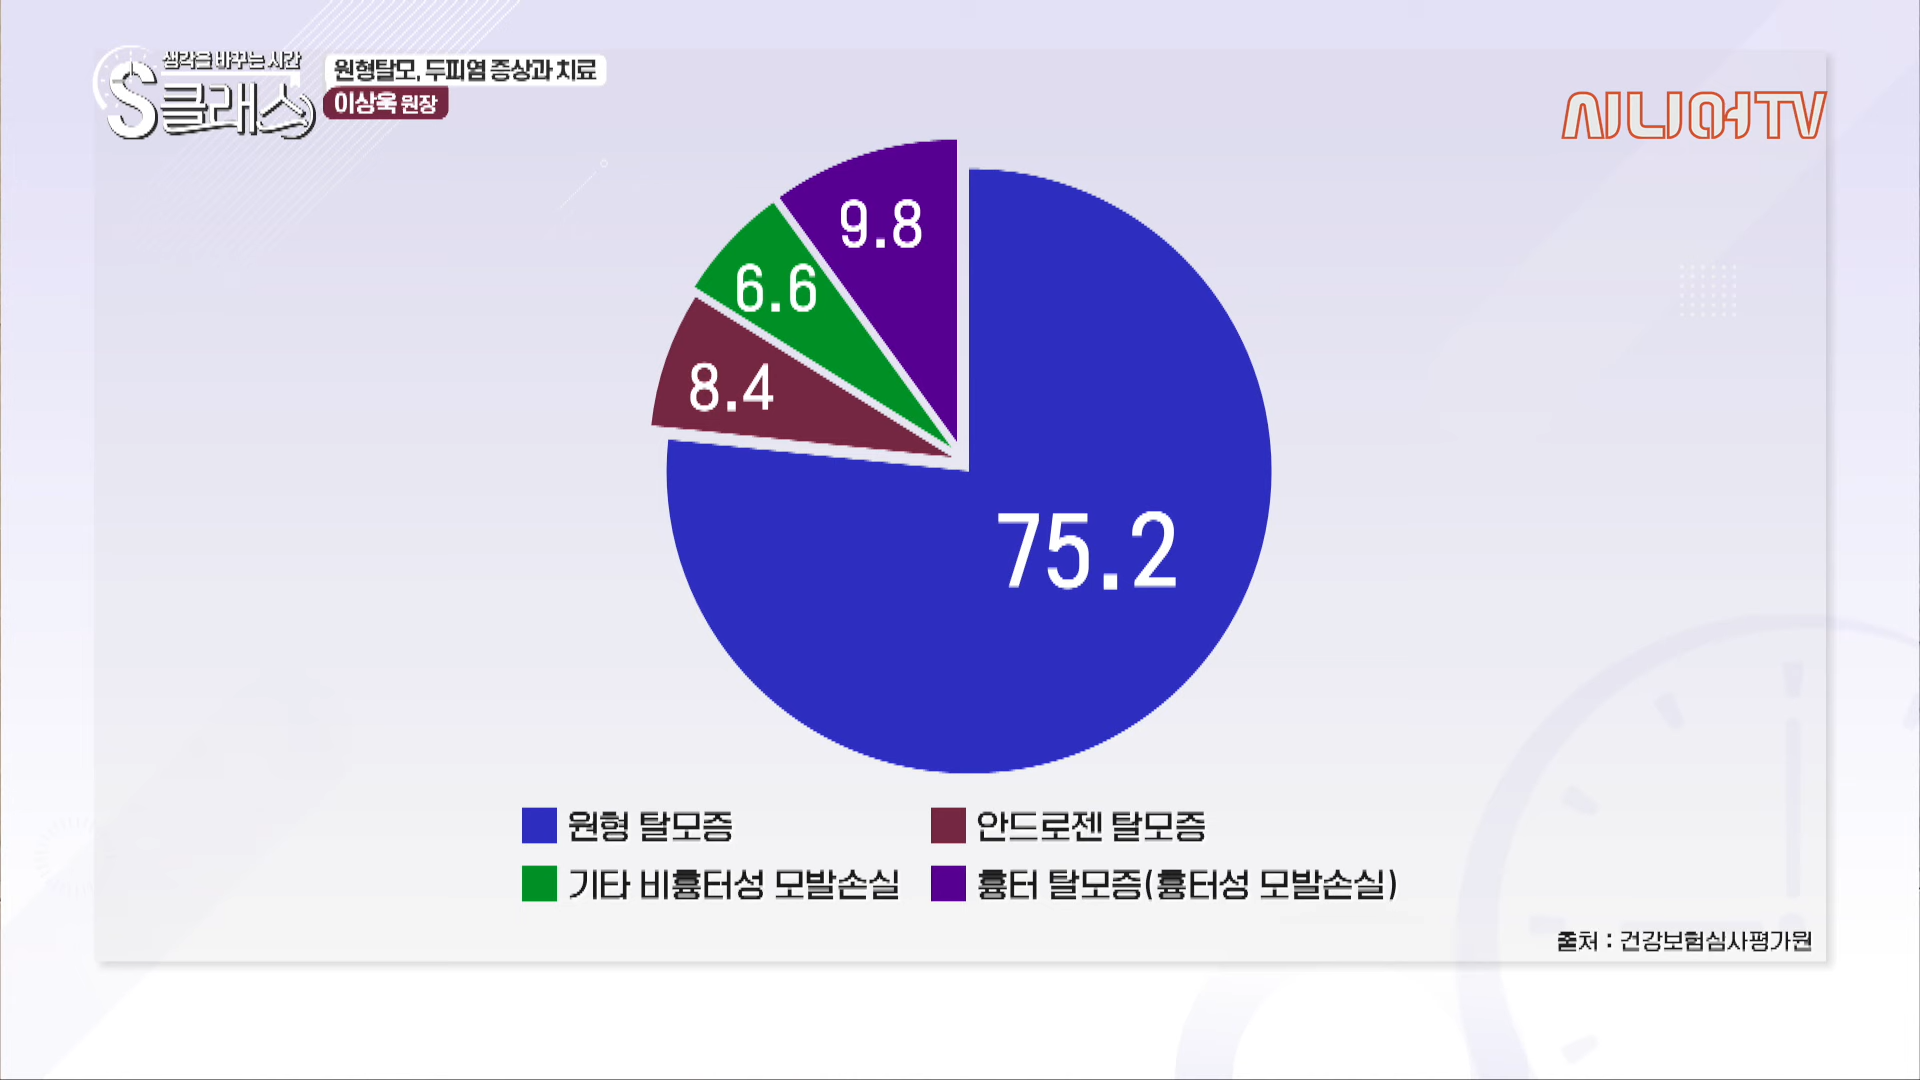 생각을 바꾸는 시간
S클래스
원형탈모, 두피염 증상과 치료
이상욱 원장
시니어TV
9.8
6.6
8.4
75.2
원형 탈모증
안드로젠 탈모증
기타 비흉터성 모발손실
흉터 탈모증(흉터성 모발손실)
출처 : 건강보험심사평가원